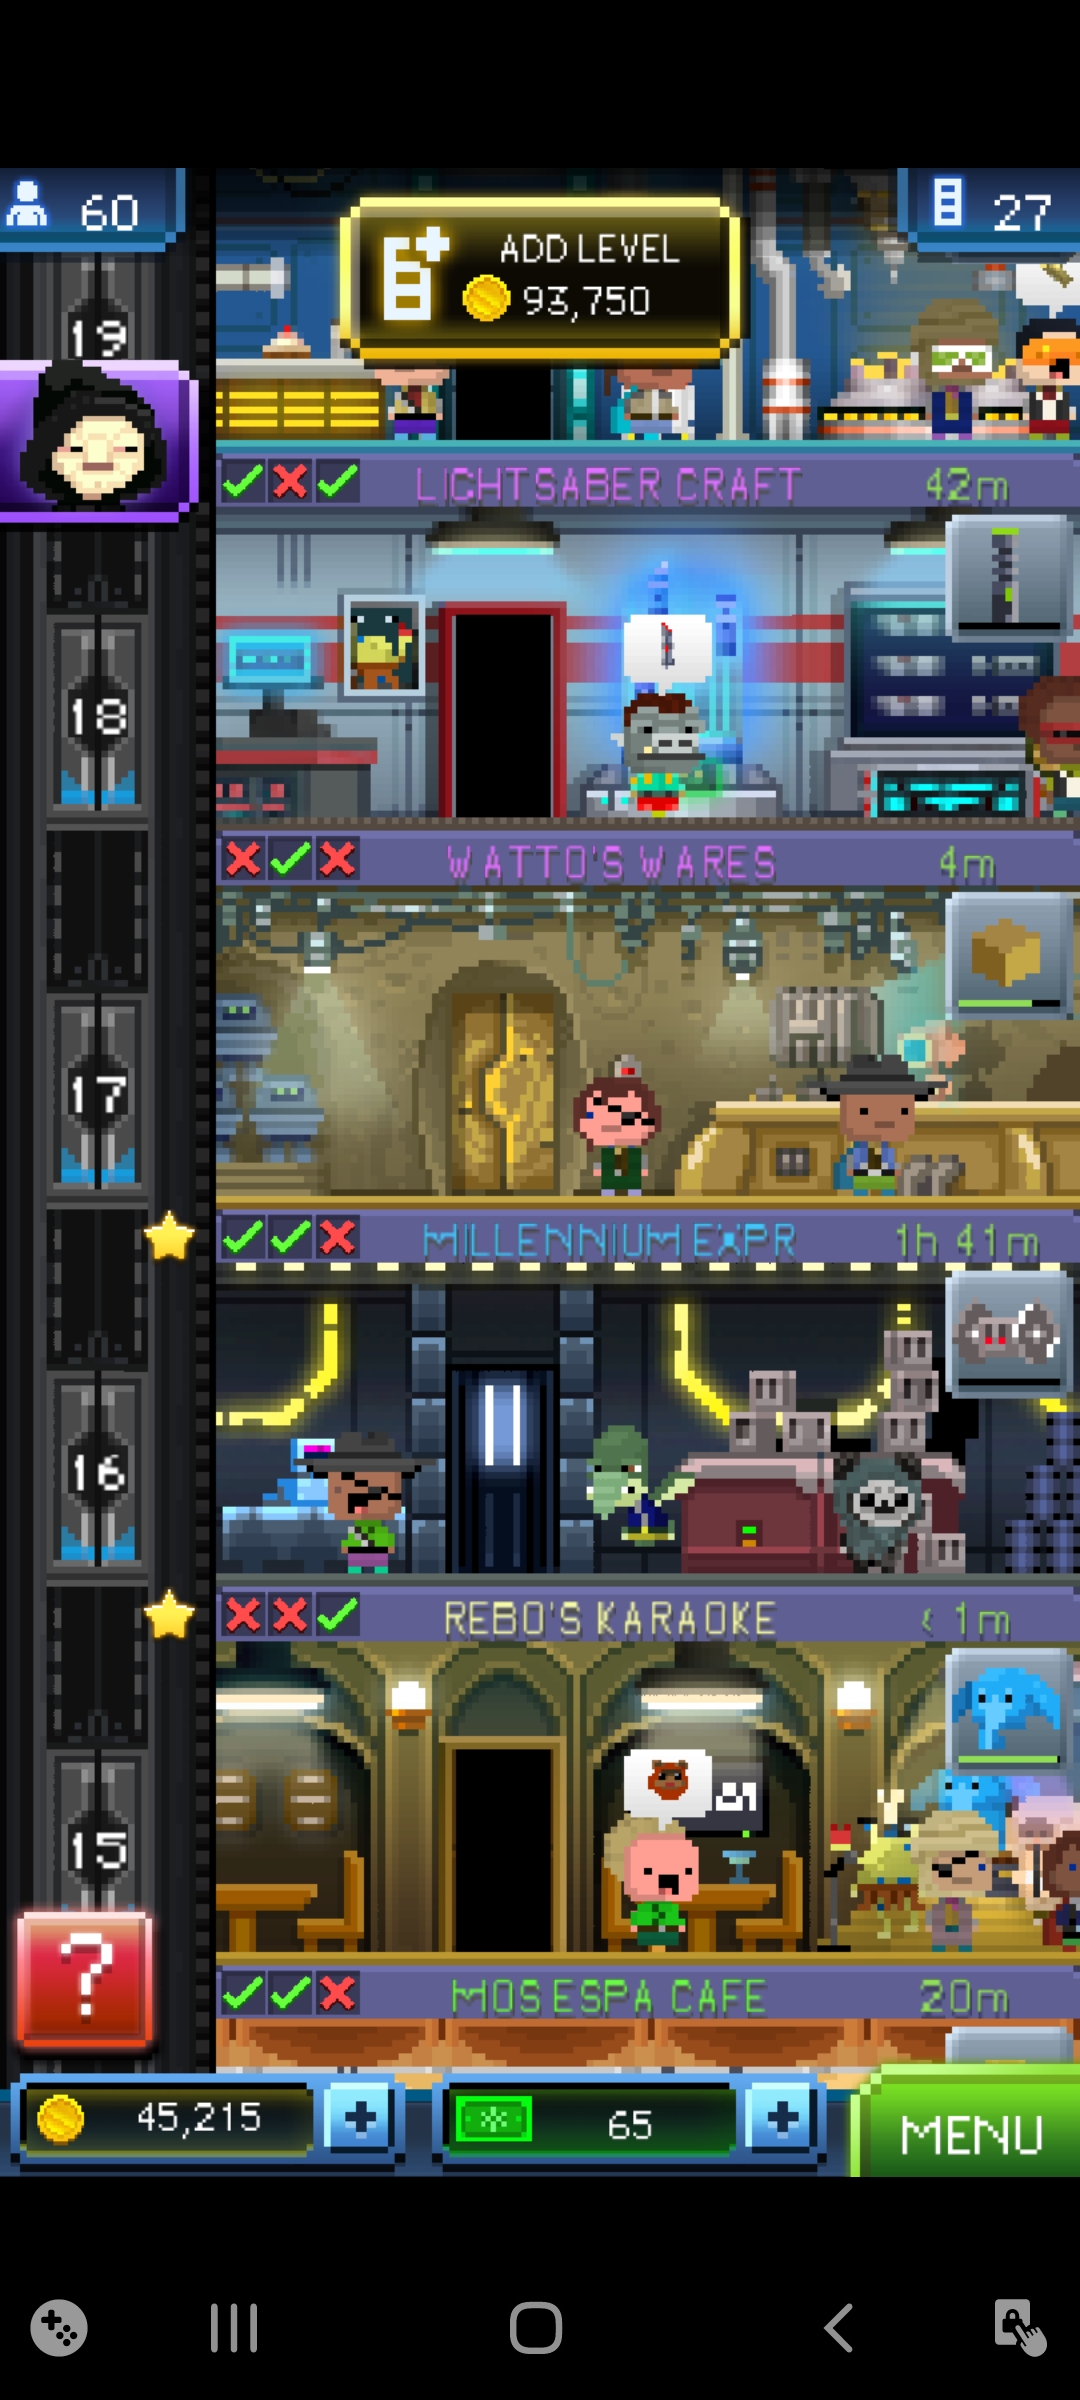 60
ADD LEVEL
93,750
27
19
LIGHTSABER CRAFT 42m
18
WATTO'S WARES 4m
17
MILLENNIUM EXPR 1h 41m
16
REBO'S KARAOKE < 1m
15
?
MOS ESPA CAFE 20m
45,215 +
65 +
MENU